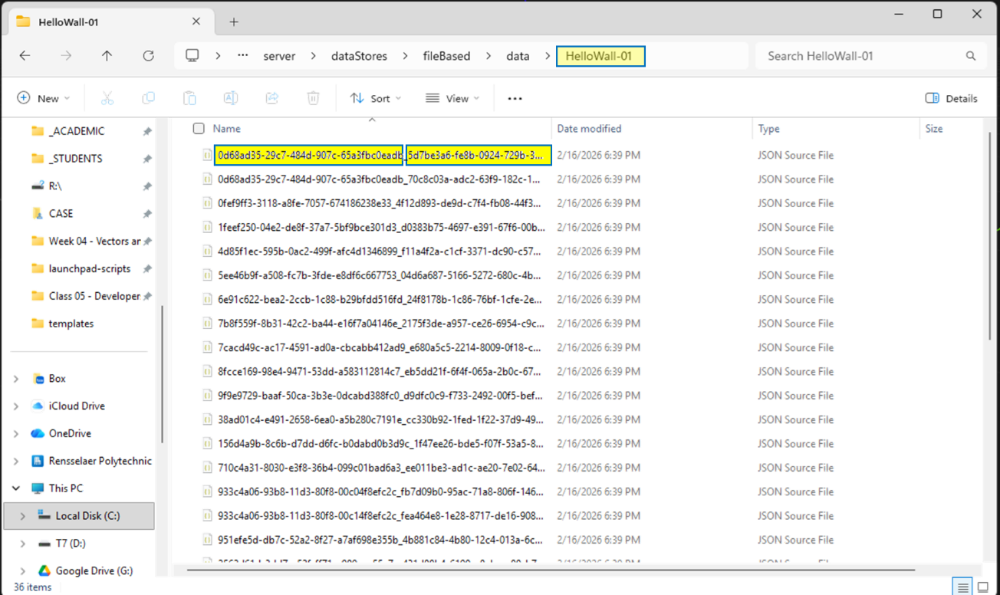 HelloWall-01
··· server dataStores fileBased data HelloWall-01 Search HelloWall-01
New Sort View ··· Details
_ACADEMIC
_STUDENTS
R:\
CASE
Week 04 - Vectors ar
launchpad-scripts
Class 05 - Developer
templates
Box
iCloud Drive
OneDrive
Rensselaer Polytechnic
This PC
Local Disk (C:)
T7 (D:)
Google Drive (G:)
Name Date modified Type Size
0d68ad35-29c7-484d-907c-65a3fbc0eadb_5d7be3a6-fe8b-0924-729b-3... 2/16/2026 6:39 PM JSON Source File
0d68ad35-29c7-484d-907c-65a3fbc0eadb_70c8c03a-adc2-63f9-182c-1... 2/16/2026 6:39 PM JSON Source File
0fef9ff3-3118-a8fe-7057-674186238e33_4f12d893-de9d-c7f4-fb08-44f3... 2/16/2026 6:39 PM JSON Source File
1feef250-04e2-de8f-37a7-5bf9bce301d3_d0383b75-4697-e391-67f6-00b... 2/16/2026 6:39 PM JSON Source File
4d85f1ec-595b-0ac2-499f-afc4d1346899_f11a4f2a-c1cf-3371-dc90-c57... 2/16/2026 6:39 PM JSON Source File
5ee46b9f-a508-fc7b-3fde-e8df6c667753_04d6a687-5166-5272-680c-4b... 2/16/2026 6:39 PM JSON Source File
6e91c622-bea2-2ccb-1c88-b29bfdd516fd_24f8178b-1c86-76bf-1cfe-2e... 2/16/2026 6:39 PM JSON Source File
7b8f559f-8b31-42c2-ba44-e16f7a04146e_2175f3de-a957-ce26-6954-c9c... 2/16/2026 6:39 PM JSON Source File
7cacd49c-ac17-4591-ad0a-cbcabb412ad9_e680a5c5-2214-8009-0f18-c... 2/16/2026 6:39 PM JSON Source File
8fcce169-98e4-9471-53dd-a583112814c7_eb5dd21f-6f4f-065a-2b0c-67... 2/16/2026 6:39 PM JSON Source File
9f9e9729-baaf-50ca-3b3e-0dcabd388fc0_d9dfc0c9-f733-2492-00f5-bef... 2/16/2026 6:39 PM JSON Source File
38ad01c4-e491-2658-6ea0-a5b280c7191e_cc330b92-1fed-1f22-37d9-49... 2/16/2026 6:39 PM JSON Source File
156d4a9b-8c6b-d7dd-d6fc-b0dabd0b3d9c_1f47ee26-bde5-f07f-53a5-8... 2/16/2026 6:39 PM JSON Source File
710c4a31-8030-e3f8-36b4-099c01bad6a3_ee011be3-ad1c-ae20-7e02-64... 2/16/2026 6:39 PM JSON Source File
933c4a06-93b8-11d3-80f8-00c04f8efc2c_fb7d09b0-95ac-71a8-806f-146... 2/16/2026 6:39 PM JSON Source File
933c4a06-93b8-11d3-80f8-00c14f8efc2c_fea464e8-1e28-8717-de16-908... 2/16/2026 6:39 PM JSON Source File
951efe5d-db7c-52a2-8f27-a7af698e355b_4b881c84-4b80-12c4-013a-6c... 2/16/2026 6:39 PM JSON Source File
36 items